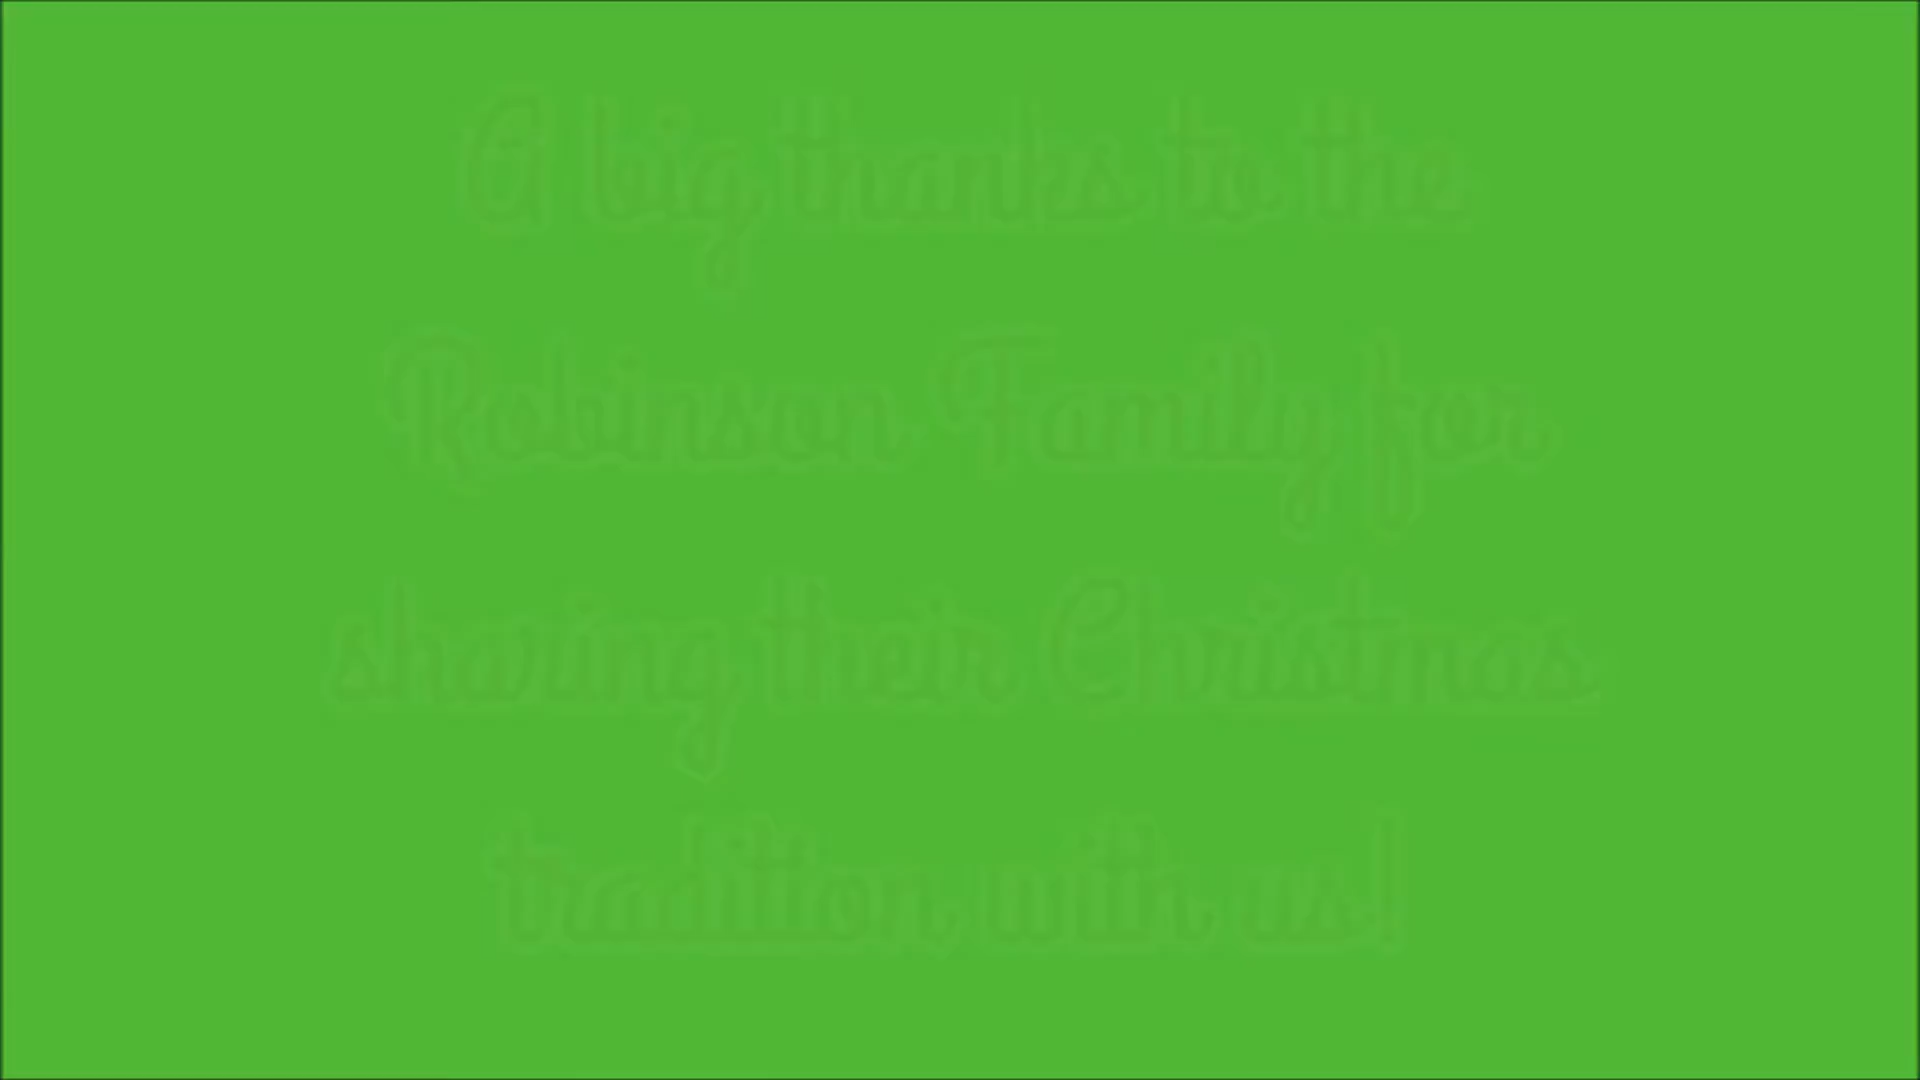 A big thanks to the
Robinson Family for
sharing their Christmas
tradition with us!